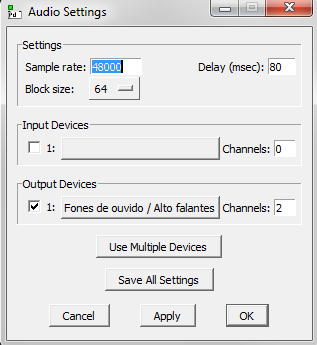 Pd
Audio Settings
Settings
Sample rate: 48000 Delay (msec): 80
Block size: 64
Input Devices
1: Channels: 0
Output Devices
1: Fones de ouvido / Alto falantes Channels: 2
Use Multiple Devices
Save All Settings
Cancel Apply OK